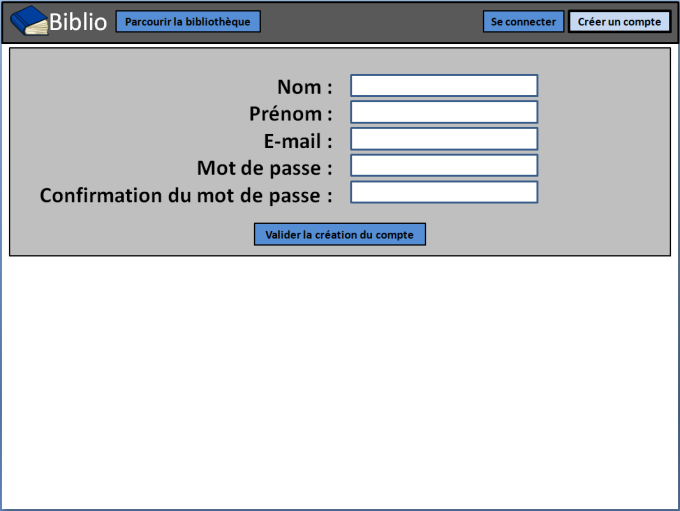 Biblio Parcourir la bibliothèque Se connecter Créer un compte
Nom :
Prénom :
E-mail :
Mot de passe :
Confirmation du mot de passe :
Valider la création du compte